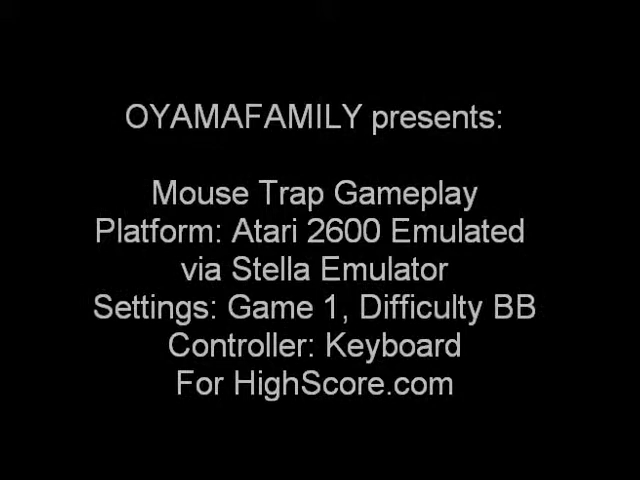 OYAMAFAMILY presents:
Mouse Trap Gameplay
Platform: Atari 2600 Emulated
via Stella Emulator
Settings: Game 1, Difficulty BB
Controller: Keyboard
For HighScore.com